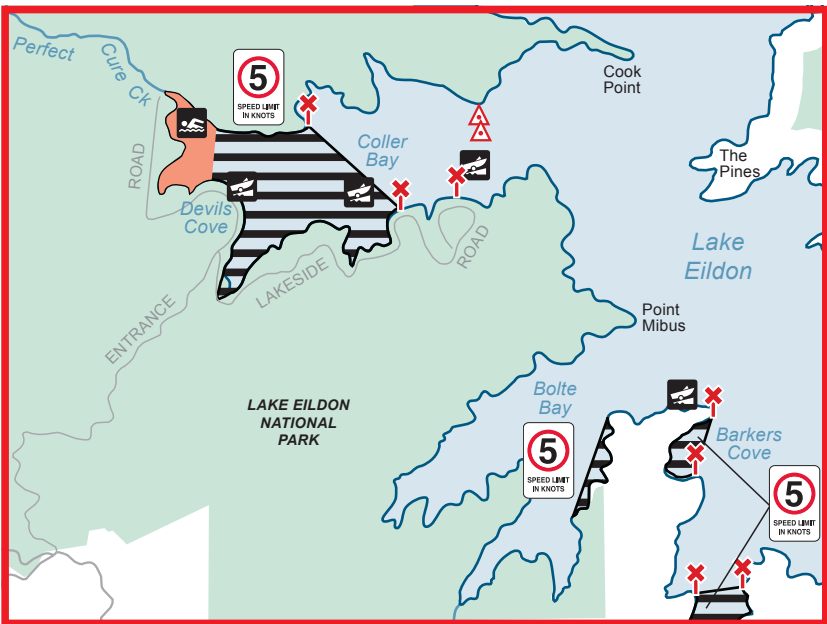 Perfect
Cure Ck
5
SPEED LIMIT
IN KNOTS
Cook
Point
Coller
Bay
The
Pines
ROAD
Devils
Cove
ROAD
LAKESIDE
Lake
Eildon
ENTRANCE
Point
Mibus
LAKE EILDON
NATIONAL
PARK
Bolte
Bay
5
SPEED LIMIT
IN KNOTS
Barkers
Cove
5
SPEED LIMIT
IN KNOTS